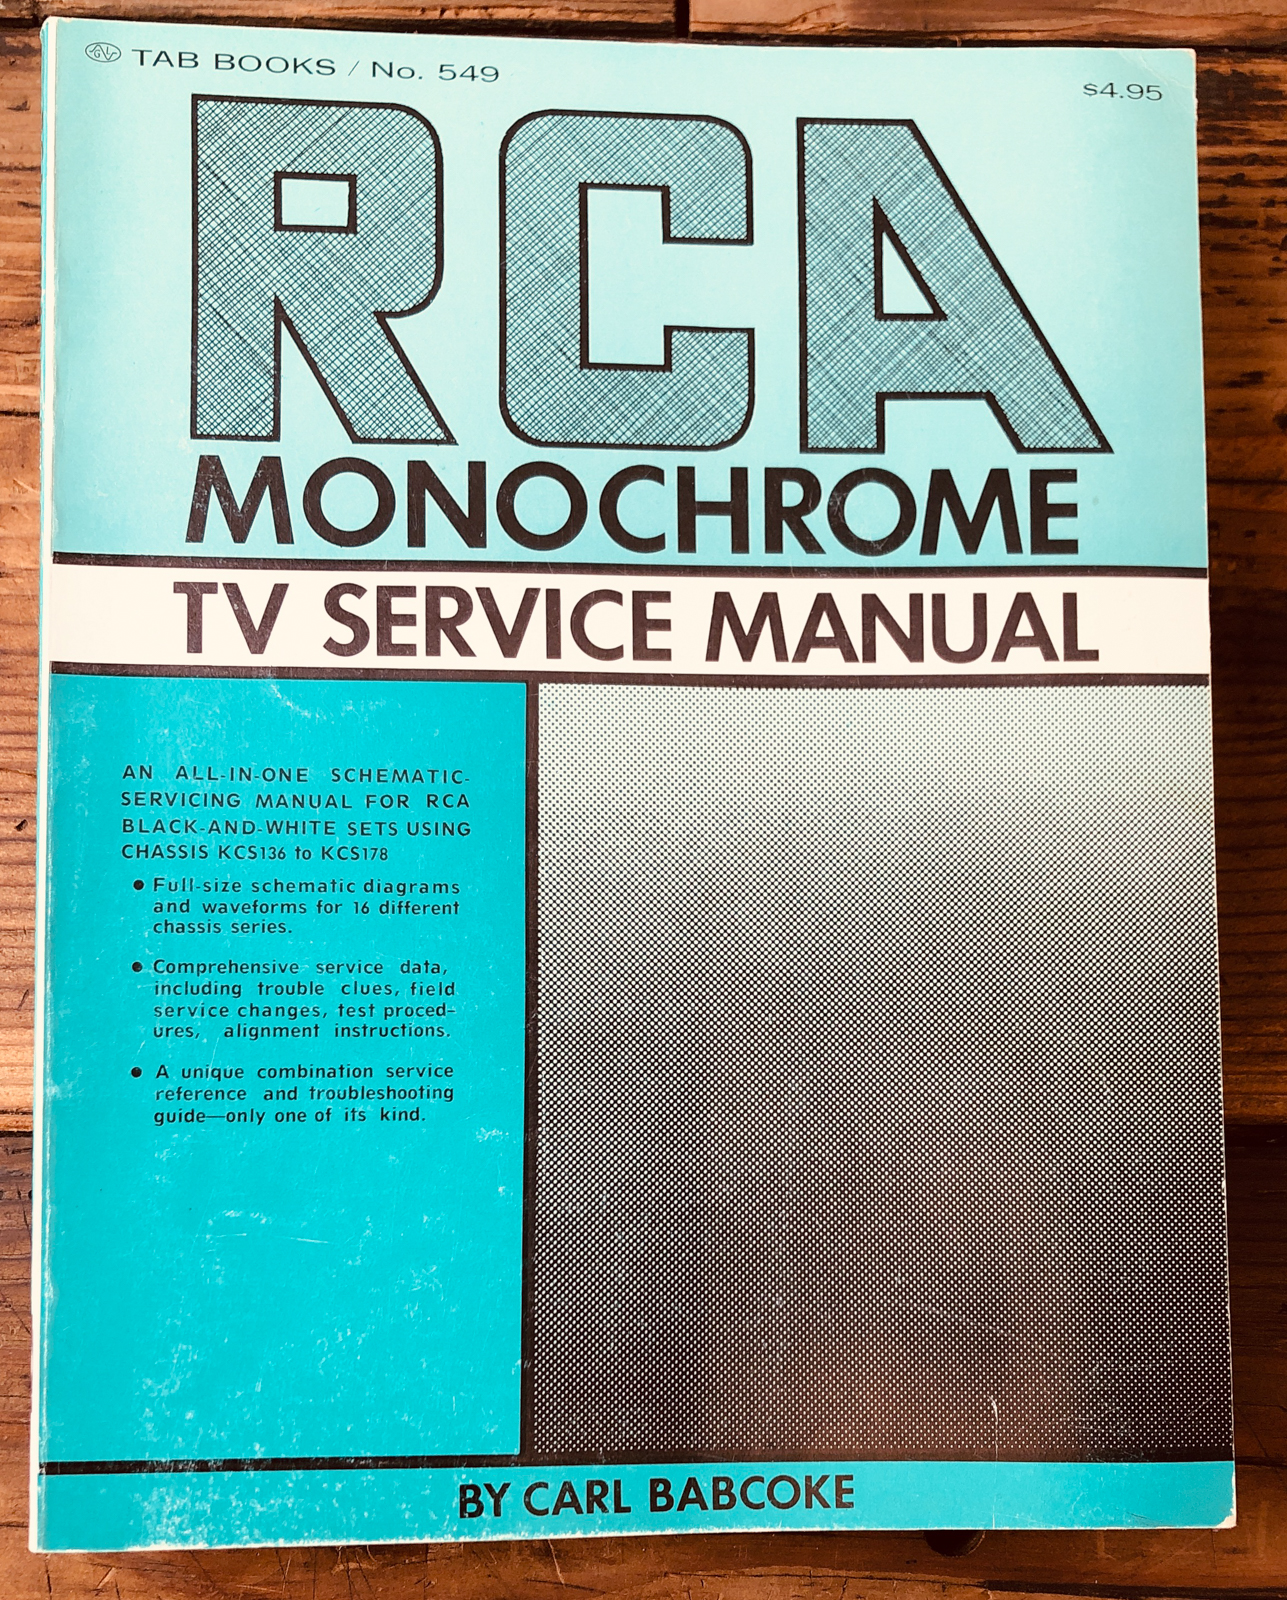 TAB BOOKS / No. 549
$4.95
RCA
MONOCHROME
TV SERVICE MANUAL
AN ALL-IN-ONE SCHEMATIC-
SERVICING MANUAL FOR RCA
BLACK-AND-WHITE SETS USING
CHASSIS KCS136 to KCS178
● Full-size schematic diagrams
and waveforms for 16 different
chassis series.
● Comprehensive service data,
including trouble clues, field
service changes, test proced-
ures, alignment instructions.
● A unique combination service
reference and troubleshooting
guide—only one of its kind.
BY CARL BABCOKE